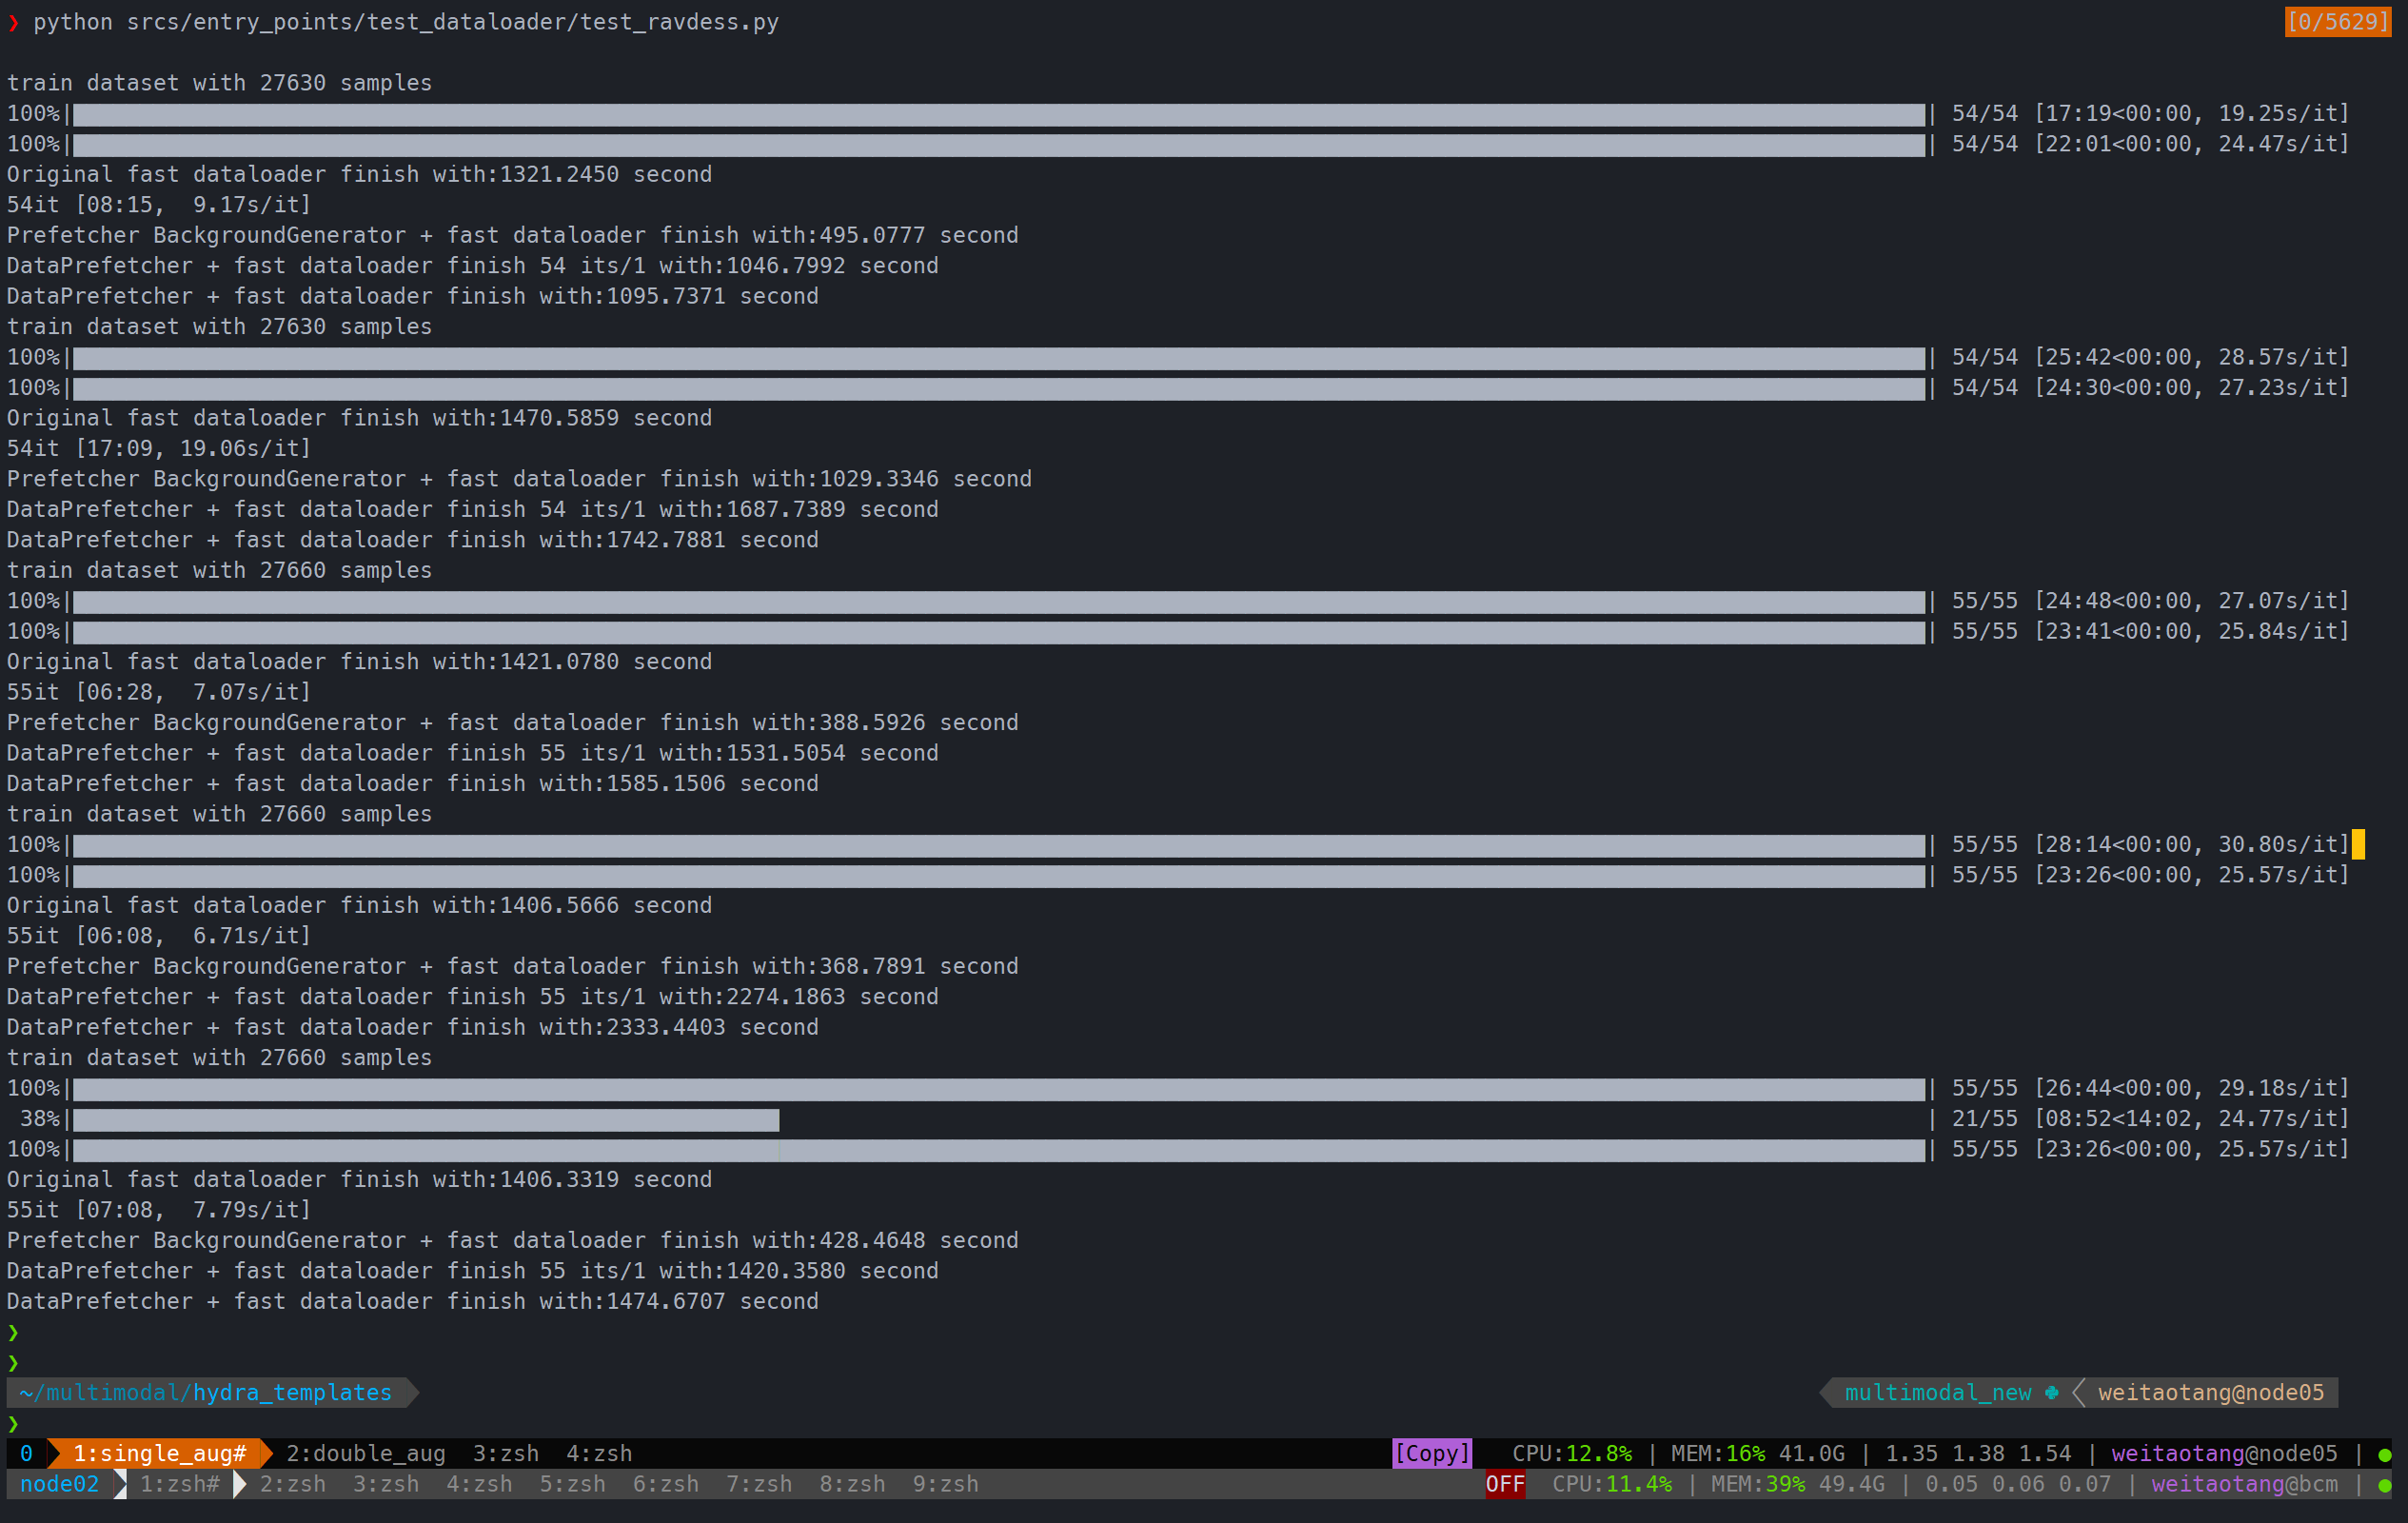 ❯ python srcs/entry_points/test_dataloader/test_ravdess.py [0/5629]
train dataset with 27630 samples
100%| | 54/54 [17:19<00:00, 19.25s/it]
100%| | 54/54 [22:01<00:00, 24.47s/it]
Original fast dataloader finish with:1321.2450 second
54it [08:15,  9.17s/it]
Prefetcher BackgroundGenerator + fast dataloader finish with:495.0777 second
DataPrefetcher + fast dataloader finish 54 its/1 with:1046.7992 second
DataPrefetcher + fast dataloader finish with:1095.7371 second
train dataset with 27630 samples
100%| | 54/54 [25:42<00:00, 28.57s/it]
100%| | 54/54 [24:30<00:00, 27.23s/it]
Original fast dataloader finish with:1470.5859 second
54it [17:09, 19.06s/it]
Prefetcher BackgroundGenerator + fast dataloader finish with:1029.3346 second
DataPrefetcher + fast dataloader finish 54 its/1 with:1687.7389 second
DataPrefetcher + fast dataloader finish with:1742.7881 second
train dataset with 27660 samples
100%| | 55/55 [24:48<00:00, 27.07s/it]
100%| | 55/55 [23:41<00:00, 25.84s/it]
Original fast dataloader finish with:1421.0780 second
55it [06:28,  7.07s/it]
Prefetcher BackgroundGenerator + fast dataloader finish with:388.5926 second
DataPrefetcher + fast dataloader finish 55 its/1 with:1531.5054 second
DataPrefetcher + fast dataloader finish with:1585.1506 second
train dataset with 27660 samples
100%| | 55/55 [28:14<00:00, 30.80s/it]
100%| | 55/55 [23:26<00:00, 25.57s/it]
Original fast dataloader finish with:1406.5666 second
55it [06:08,  6.71s/it]
Prefetcher BackgroundGenerator + fast dataloader finish with:368.7891 second
DataPrefetcher + fast dataloader finish 55 its/1 with:2274.1863 second
DataPrefetcher + fast dataloader finish with:2333.4403 second
train dataset with 27660 samples
100%| | 55/55 [26:44<00:00, 29.18s/it]
38%| | 21/55 [08:52<14:02, 24.77s/it]
100%| | 55/55 [23:26<00:00, 25.57s/it]
Original fast dataloader finish with:1406.3319 second
55it [07:08,  7.79s/it]
Prefetcher BackgroundGenerator + fast dataloader finish with:428.4648 second
DataPrefetcher + fast dataloader finish 55 its/1 with:1420.3580 second
DataPrefetcher + fast dataloader finish with:1474.6707 second
❯
❯
~/multimodal/hydra_templates multimodal_new weitaotang@node05
❯
0 1:single_aug# 2:double_aug 3:zsh 4:zsh [Copy] CPU:12.8% | MEM:16% 41.0G | 1.35 1.38 1.54 | weitaotang@node05 | ●
node02 1:zsh# 2:zsh 3:zsh 4:zsh 5:zsh 6:zsh 7:zsh 8:zsh 9:zsh OFF CPU:11.4% | MEM:39% 49.4G | 0.05 0.06 0.07 | weitaotang@bcm | ●